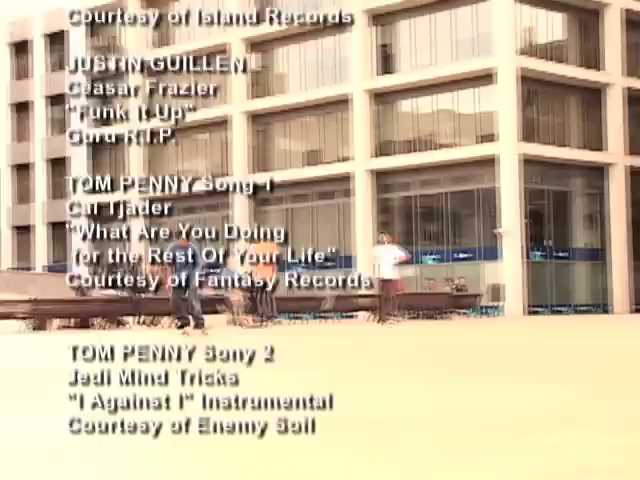 Courtesy of Island Records
JUSTIN GUILLEN
Ceasar Frazier
"Funk It Up"
Guru R.I.P.
TOM PENNY Song 1
Cal Tjader
"What Are You Doing
for the Rest Of Your Life"
Courtesy of Fantasy Records
TOM PENNY Sony 2
Jedi Mind Tricks
"I Against I" Instrumental
Courtesy of Enemy Soil